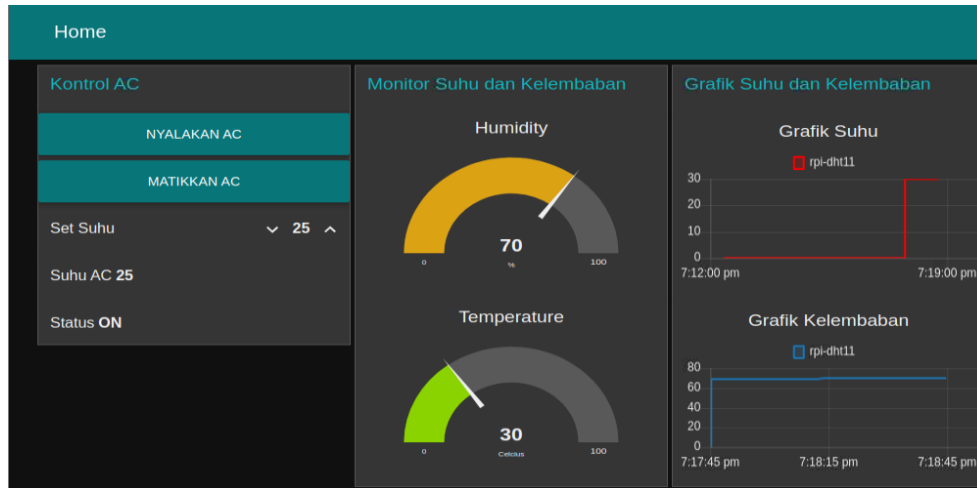 Home
Kontrol AC
NYALAKAN AC
MATIKKAN AC
Set Suhu 25
Suhu AC 25
Status ON
Monitor Suhu dan Kelembaban
Humidity
70
%
0 100
Temperature
30
Celcius
0 100
Grafik Suhu dan Kelembaban
Grafik Suhu
rpi-dht11
30
20
10
0
7:12:00 pm 7:19:00 pm
Grafik Kelembaban
rpi-dht11
80
60
40
20
0
7:17:45 pm 7:18:15 pm 7:18:45 pm